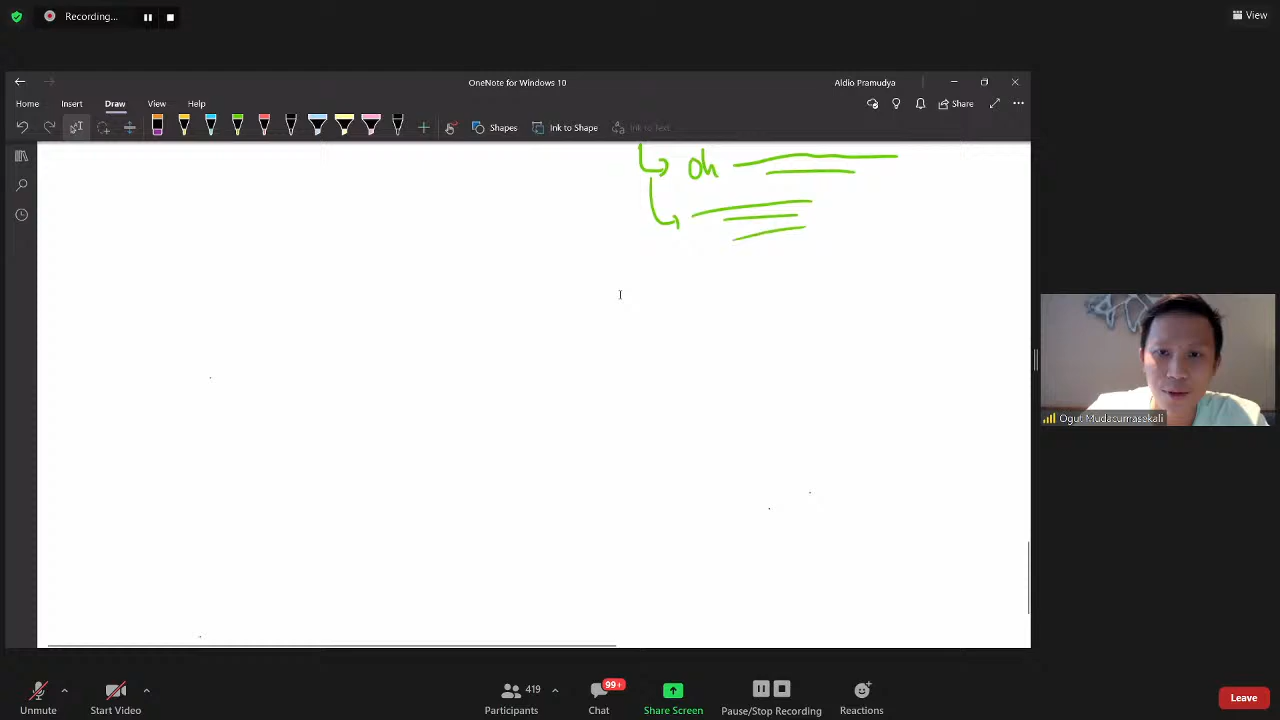 Recording...
View
OneNote for Windows 10
Aldio Pramudya
Home Insert Draw View Help
Share
Shapes
Ink to Shape
Ink to Text
Oh
Ogut Mudacumasekali
Unmute
Start Video
419
Participants
99+
Chat
Share Screen
Pause/Stop Recording
Reactions
Leave